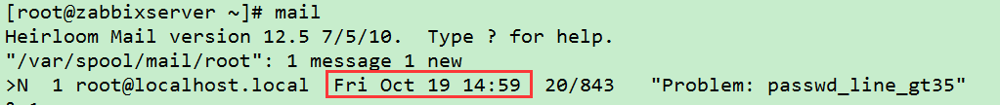 [root@zabbixserver ~]# mail
Heirloom Mail version 12.5 7/5/10.  Type ? for help.
"/var/spool/mail/root": 1 message 1 new
>N  1 root@localhost.local  Fri Oct 19 14:59  20/843   "Problem: passwd_line_gt35"